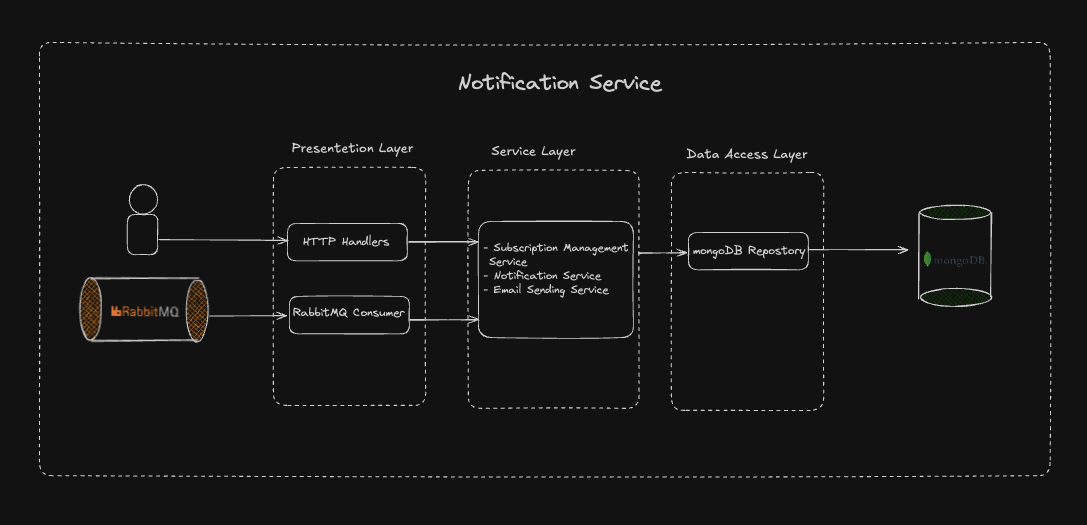 Notification Service
Presentetion Layer
Service Layer
Data Access Layer
HTTP Handlers
RabbitMQ
RabbitMQ Consumer
- Subscription Management
Service
- Notification Service
- Email Sending Service
mongoDB Repostory
mongoDB